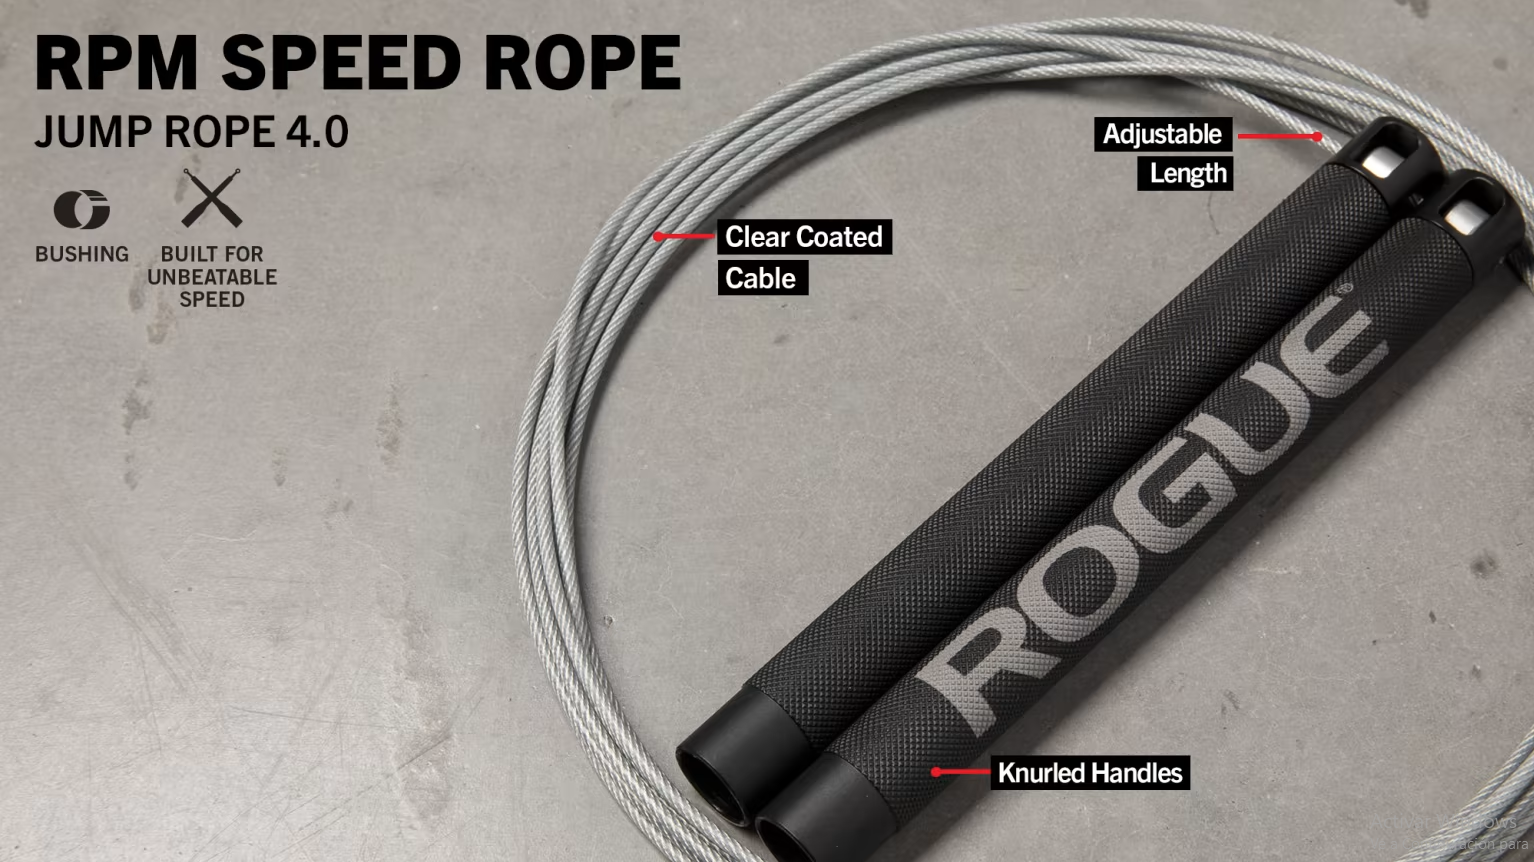 RPM SPEED ROPE
JUMP ROPE 4.0
BUSHING
BUILT FOR
UNBEATABLE
SPEED
Adjustable
Length
Clear Coated
Cable
ROGUE®
Knurled Handles
para